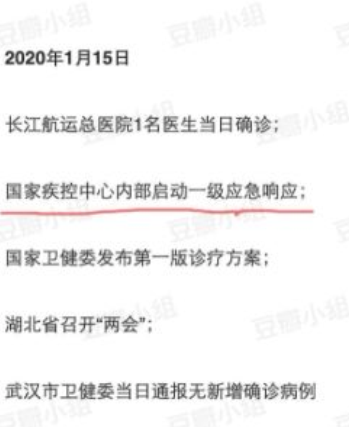 2020年1月15日
长江航运总医院1名医生当日确诊;
国家疾控中心内部启动一级应急响应;
国家卫健委发布第一版诊疗方案;
湖北省召开“两会”;
武汉市卫健委当日通报无新增确诊病例
豆瓣小组
豆瓣小组
豆瓣小组
豆瓣小组